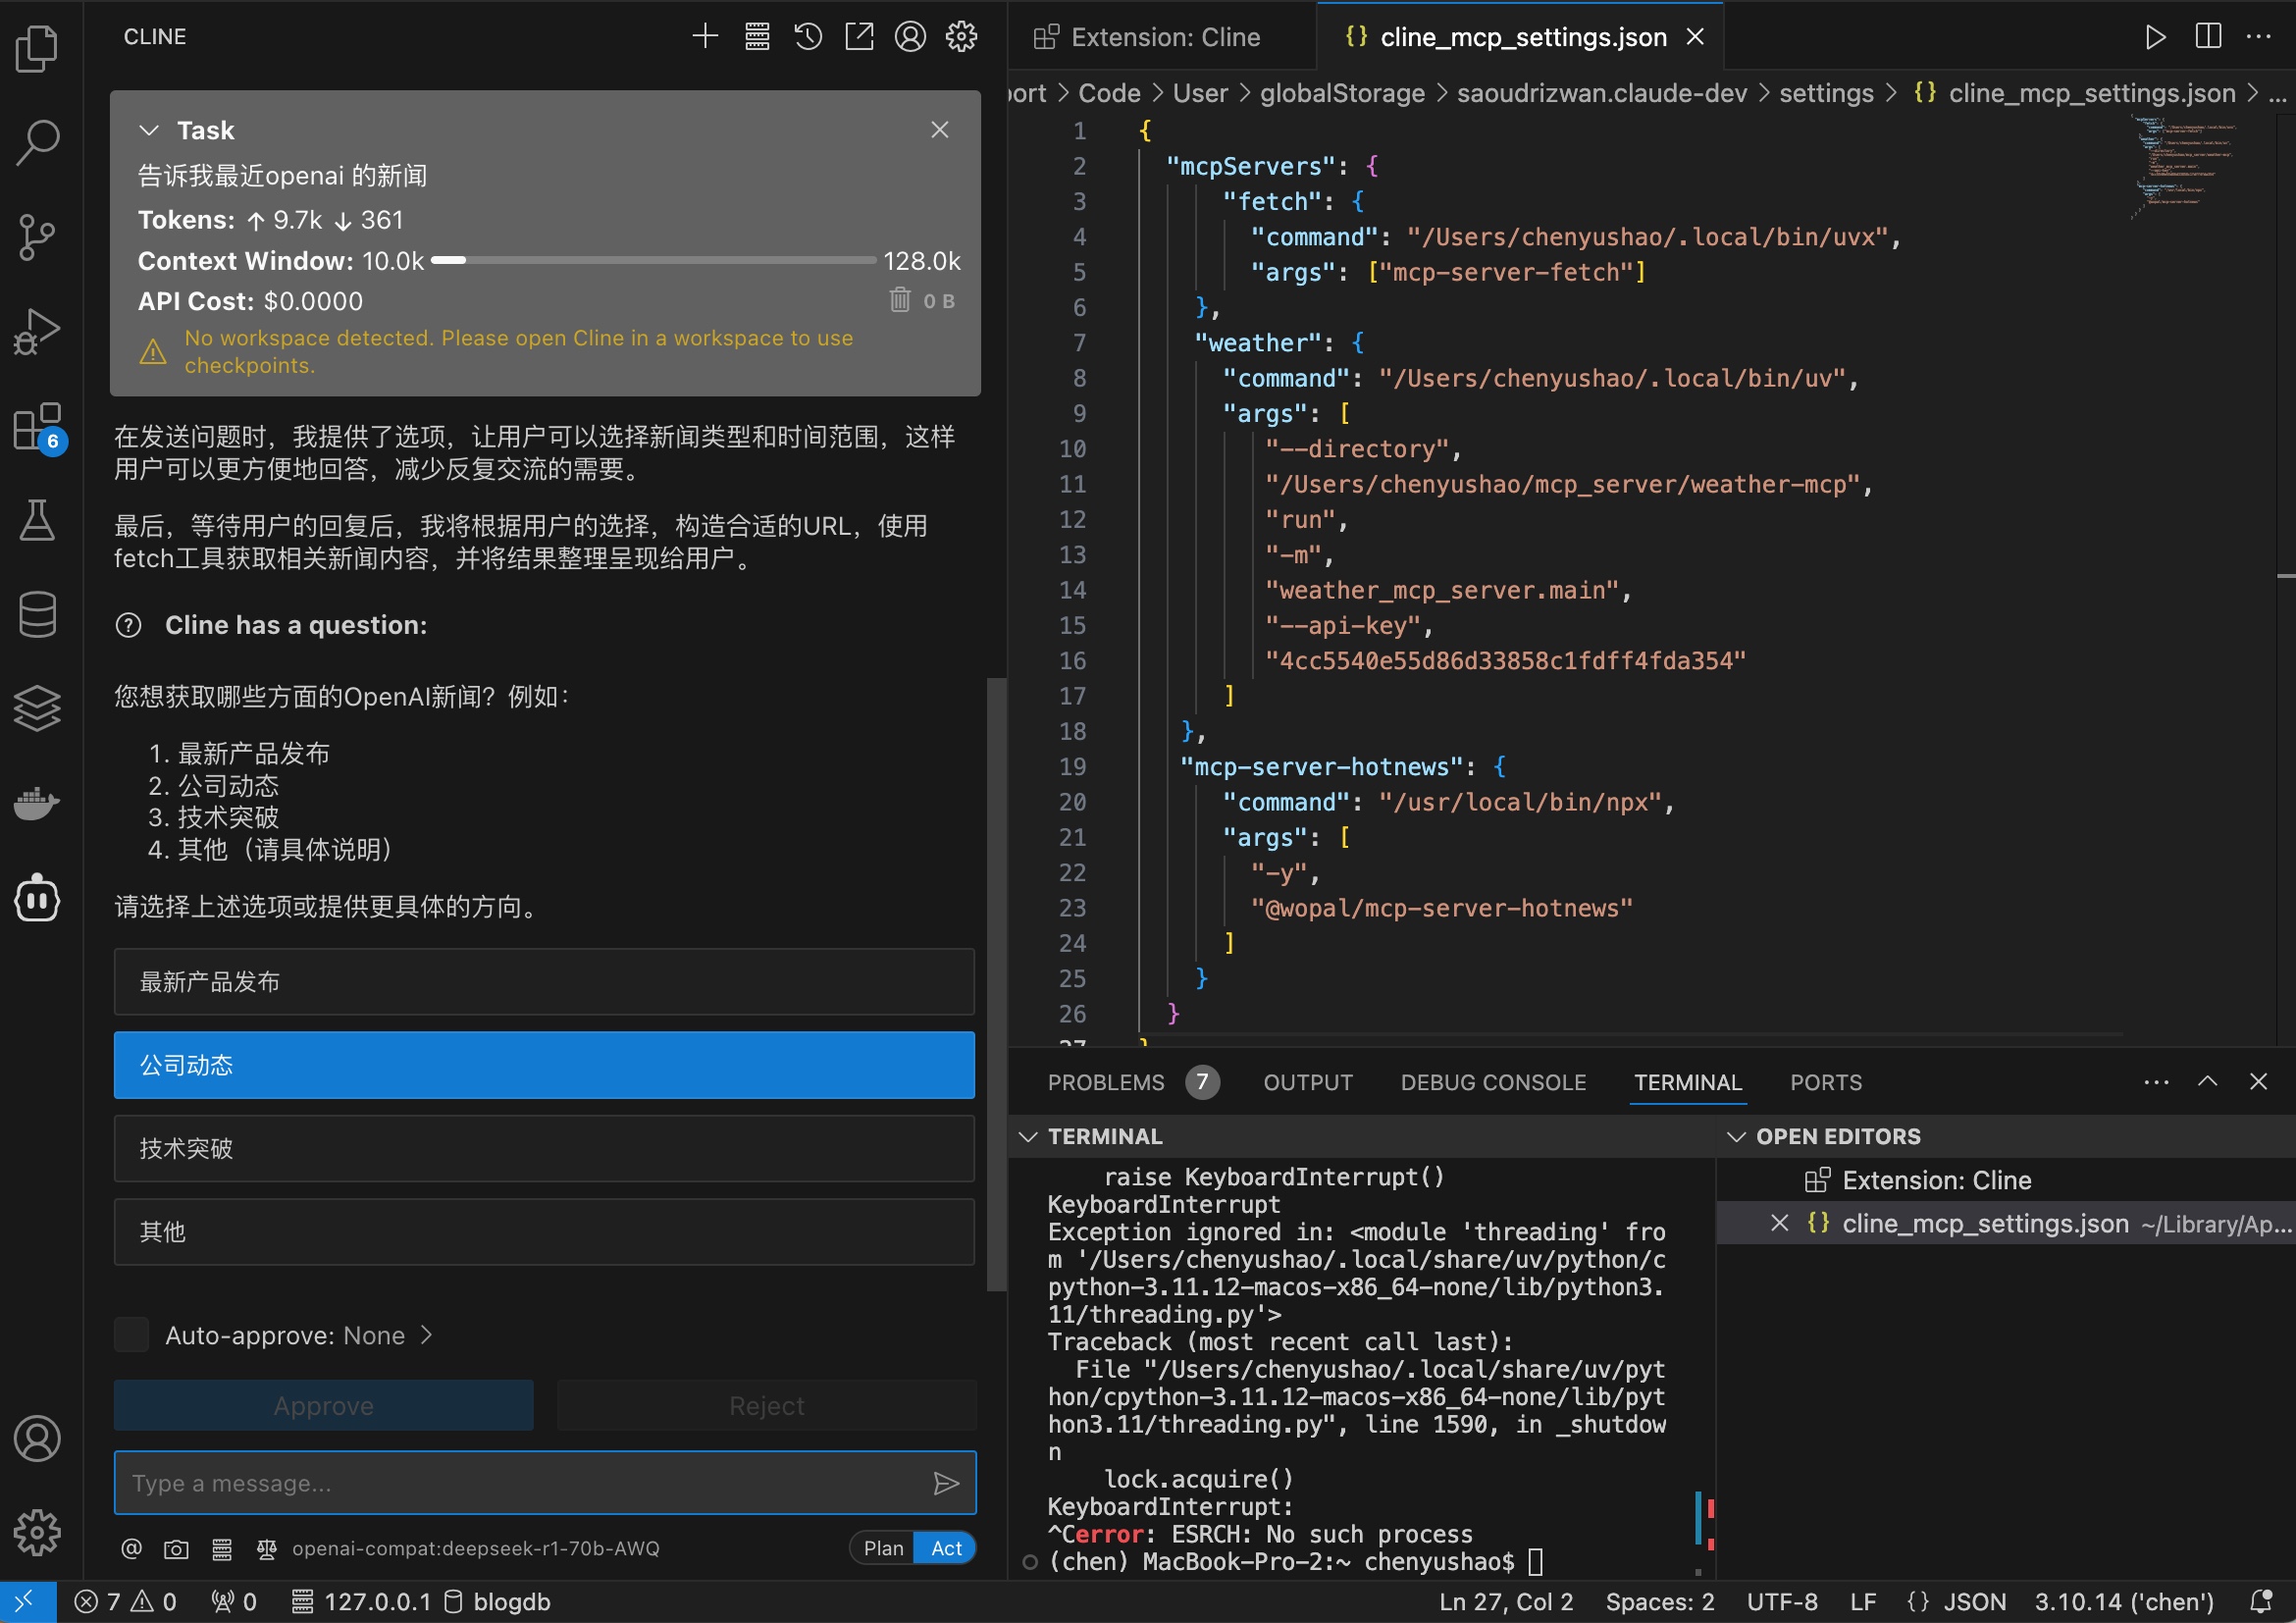 CLINE
Task
告诉我最近openai 的新闻
Tokens: ↑ 9.7k ↓ 361
Context Window: 10.0k 128.0k
API Cost: $0.0000 0 B
No workspace detected. Please open Cline in a workspace to use
checkpoints.
在发送问题时，我提供了选项，让用户可以选择新闻类型和时间范围，这样
用户可以更方便地回答，减少反复交流的需要。
最后，等待用户的回复后，我将根据用户的选择，构造合适的URL，使用
fetch工具获取相关新闻内容，并将结果整理呈现给用户。
Cline has a question:
您想获取哪些方面的OpenAI新闻？例如：
1. 最新产品发布
2. 公司动态
3. 技术突破
4. 其他（请具体说明）
请选择上述选项或提供更具体的方向。
最新产品发布
公司动态
技术突破
其他
Auto-approve: None
Approve Reject
Type a message...
@ openai-compat:deepseek-r1-70b-AWQ Plan Act
6
Extension: Cline {} cline_mcp_settings.json
ort > Code > User > globalStorage > saoudrizwan.claude-dev > settings > {} cline_mcp_settings.json > ...
1 {
2 "mcpServers": {
3 "fetch": {
4 "command": "/Users/chenyushao/.local/bin/uvx",
5 "args": ["mcp-server-fetch"]
6 },
7 "weather": {
8 "command": "/Users/chenyushao/.local/bin/uv",
9 "args": [
10 "--directory",
11 "/Users/chenyushao/mcp_server/weather-mcp",
12 "run",
13 "-m",
14 "weather_mcp_server.main",
15 "--api-key",
16 "4cc5540e55d86d33858c1fdff4fda354"
17 ]
18 },
19 "mcp-server-hotnews": {
20 "command": "/usr/local/bin/npx",
21 "args": [
22 "-y",
23 "@wopal/mcp-server-hotnews"
24 ]
25 }
26 }
27 }
PROBLEMS 7 OUTPUT DEBUG CONSOLE TERMINAL PORTS
TERMINAL
raise KeyboardInterrupt()
KeyboardInterrupt
Exception ignored in: <module 'threading' fro
m '/Users/chenyushao/.local/share/uv/python/c
python-3.11.12-macos-x86_64-none/lib/python3.
11/threading.py'>
Traceback (most recent call last):
File "/Users/chenyushao/.local/share/uv/pyt
hon/cpython-3.11.12-macos-x86_64-none/lib/pyt
hon3.11/threading.py", line 1590, in _shutdow
n
lock.acquire()
KeyboardInterrupt:
^Cerror: ESRCH: No such process
(chen) MacBook-Pro-2:~ chenyushao$
OPEN EDITORS
Extension: Cline
{} cline_mcp_settings.json ~/Library/Ap...
7 0 0 127.0.0.1 blogdb Ln 27, Col 2 Spaces: 2 UTF-8 LF {} JSON 3.10.14 ('chen')